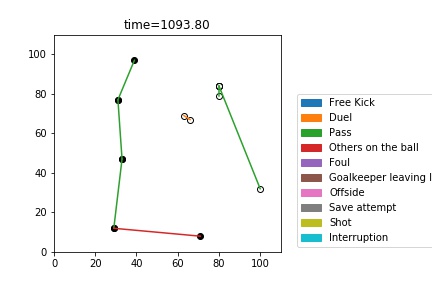 time=1093.80
100
80
60
40
20
0
0 20 40 60 80 100
Free Kick
Duel
Pass
Others on the ball
Foul
Goalkeeper leaving l
Offside
Save attempt
Shot
Interruption